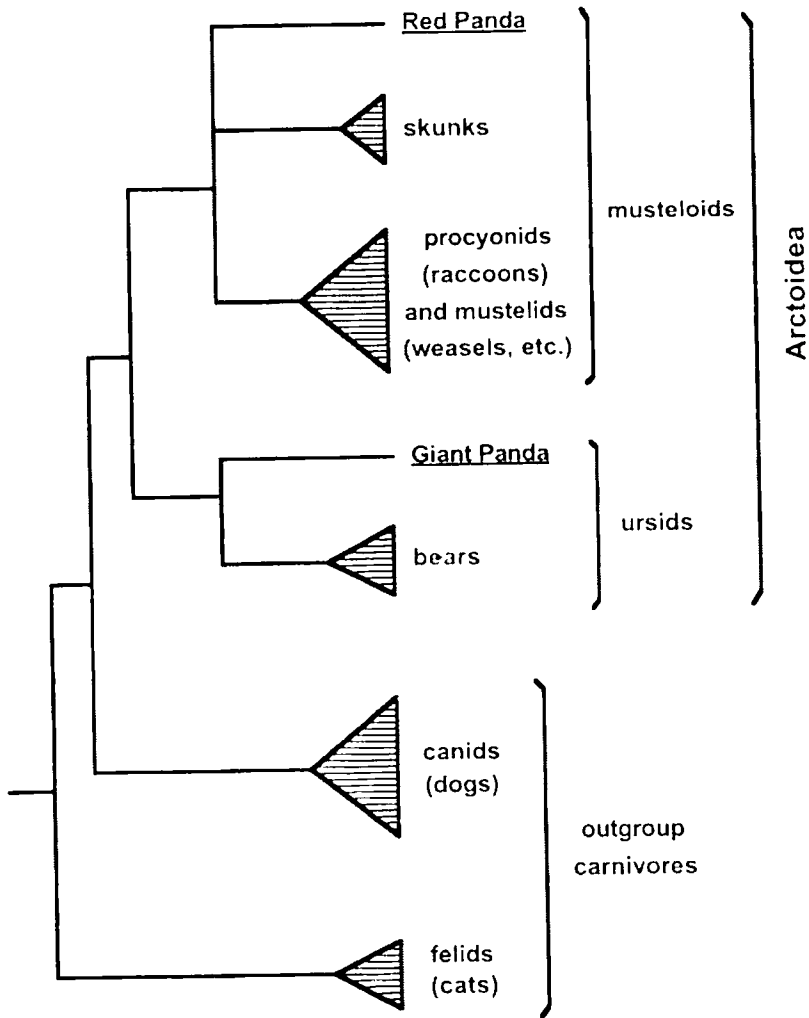 Red Panda
skunks
musteloids
procyonids
(raccoons)
and mustelids
(weasels, etc.)
Arctoidea
Giant Panda
ursids
bears
canids
(dogs)
outgroup
carnivores
felids
(cats)